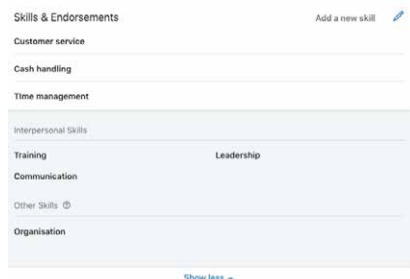 Skills & Endorsements Add a new skill
Customer service
Cash handling
Time management
Interpersonal Skills
Training Leadership
Communication
Other Skills
Organisation
Show less